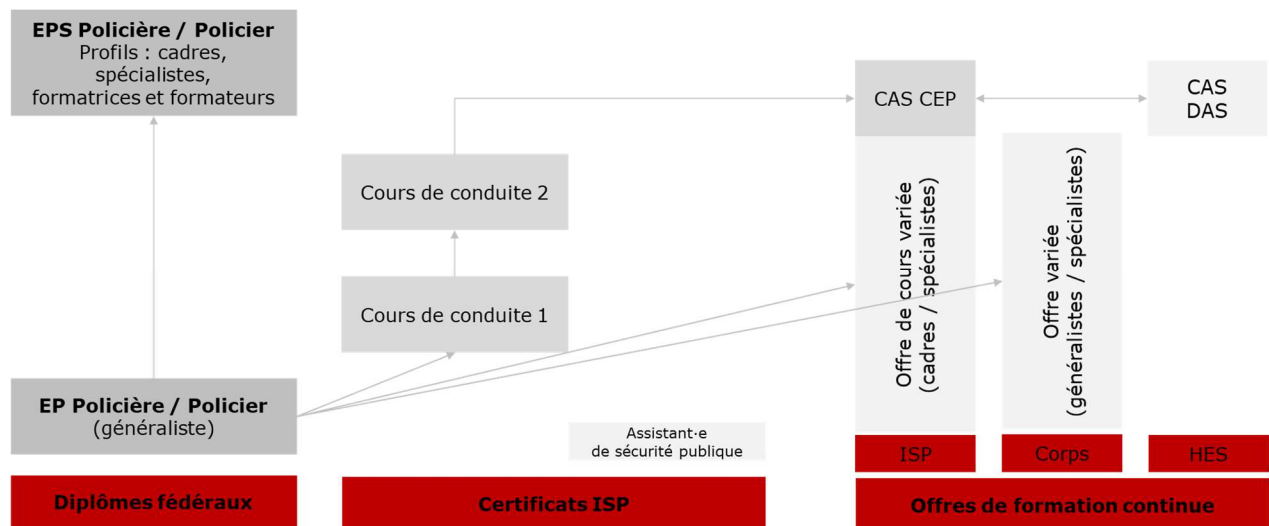 EPS Policière / Policier
Profils : cadres,
spécialistes,
formatrices et formateurs
CAS CEP
CAS
DAS
Cours de conduite 2
Cours de conduite 1
Offre de cours variée
(cadres / spécialistes)
Offre variée
(généralistes / spécialistes)
EP Policière / Policier
(généraliste)
Assistant·e
de sécurité publique
ISP
Corps
HES
Diplômes fédéraux
Certificats ISP
Offres de formation continue